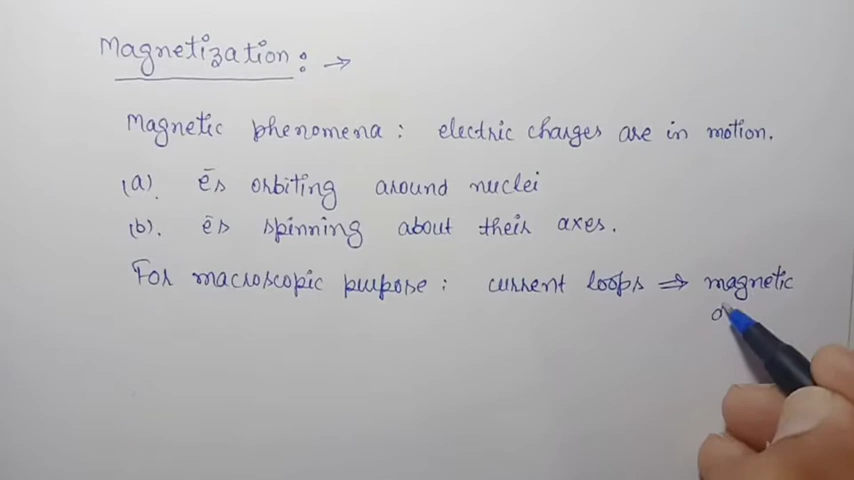 Magnetization : →
Magnetic phenomena : electric charges are in motion.
(a). ēs orbiting around nuclei
(b). ēs spinning about their axes.
For macroscopic purpose : current loops ⇒ magnetic